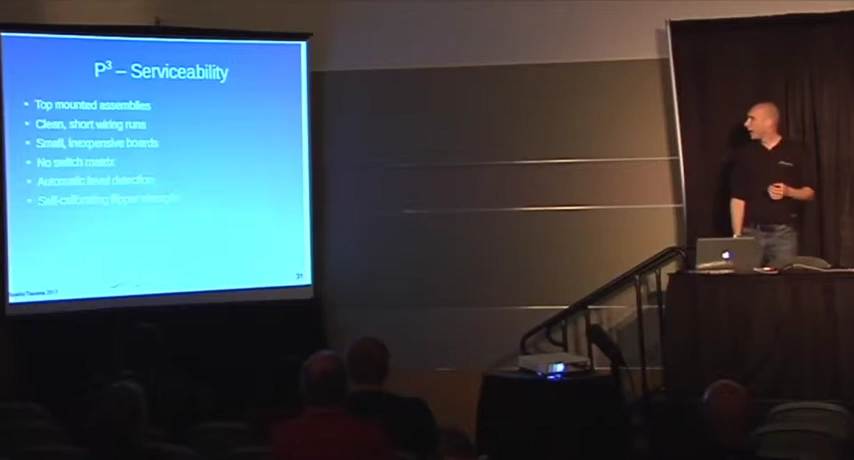 P³ – Serviceability
• Top mounted assemblies
• Clean, short wiring runs
• Small, inexpensive boards
• No switch matrix
• Automatic level detection
• Self-calibrating flipper strength
31